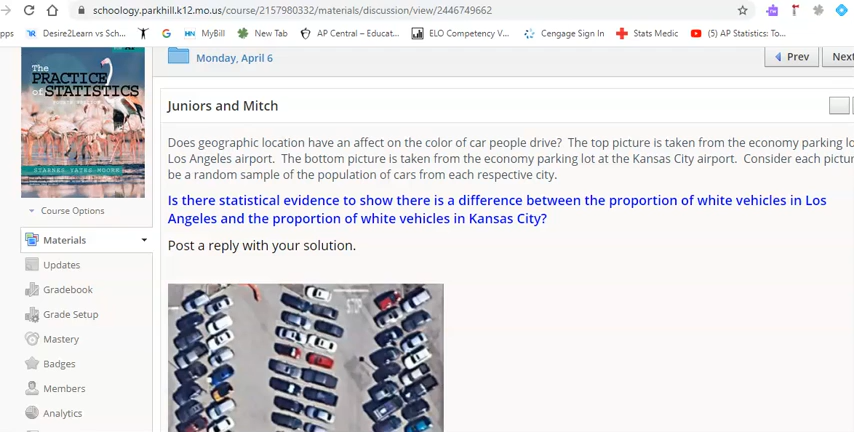 schoology.parkhill.k12.mo.us/course/2157980332/materials/discussion/view/2446749662
apps Desire2Learn vs Sch... MyBill New Tab AP Central – Educat... ELO Competency V... Cengage Sign In Stats Medic (5) AP Statistics: To...
The
PRACTICE
of STATISTICS
STARNES YATES MOORE
Course Options
Materials
Updates
Gradebook
Grade Setup
Mastery
Badges
Members
Analytics
Monday, April 6
Prev Next
Juniors and Mitch
Does geographic location have an affect on the color of car people drive? The top picture is taken from the economy parking lo
Los Angeles airport. The bottom picture is taken from the economy parking lot at the Kansas City airport. Consider each pictur
be a random sample of the population of cars from each respective city.
Is there statistical evidence to show there is a difference between the proportion of white vehicles in Los
Angeles and the proportion of white vehicles in Kansas City?
Post a reply with your solution.